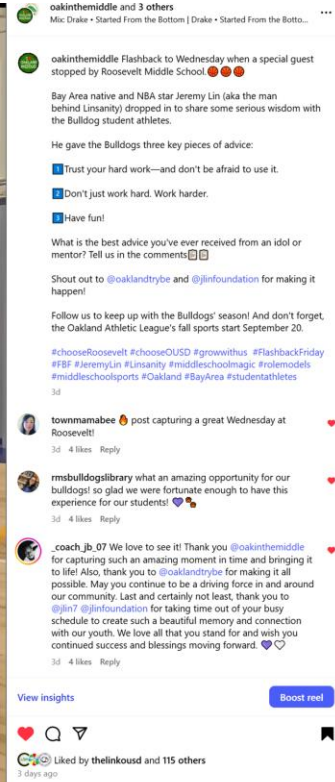 oakinthemiddle and 3 others
Mix: Drake • Started From the Bottom | Drake • Started From the Botto...
oakinthemiddle Flashback to Wednesday when a special guest
stopped by Roosevelt Middle School.🏀🏀🏀
Bay Area native and NBA star Jeremy Lin (aka the man
behind Linsanity) dropped in to share some serious wisdom with
the Bulldog student athletes.
He gave the Bulldogs three key pieces of advice:
1️⃣Trust your hard work—and don't be afraid to use it.
2️⃣Don't just work hard. Work harder.
3️⃣Have fun!
What is the best advice you've ever received from an idol or
mentor? Tell us in the comments📋📋
Shout out to @oaklandtrybe and @jlinfoundation for making it
happen!
Follow us to keep up with the Bulldogs' season! And don't forget,
the Oakland Athletic League's fall sports start September 20.
#chooseRoosevelt #chooseOUSD #growwithus #FlashbackFriday
#FBF #JeremyLin #Linsanity #middleschoolmagic #rolemodels
#middleschoolsports #Oakland #BayArea #studentathletes
3d
townmamabee 🔥 post capturing a great Wednesday at
Roosevelt!
3d 4 likes Reply
rmsbulldogslibrary what an amazing opportunity for our
bulldogs! so glad we were fortunate enough to have this
experience for our students! 💜
3d 4 likes Reply
_coach_jb_07 We love to see it! Thank you @oakinthemiddle
for capturing such an amazing moment in time and bringing it
to life! Also, thank you to @oaklandtrybe for making it all
possible. May you continue to be a driving force in and around
our community. Last and certainly not least, thank you to
@jlin7 @jlinfoundation for taking time out of your busy
schedule to create such a beautiful memory and connection
with our youth. We love all that you stand for and wish you
continued success and blessings moving forward. 💜🤍
3d 4 likes Reply
View insights
Boost reel
Liked by thelinkousd and 115 others
3 days ago